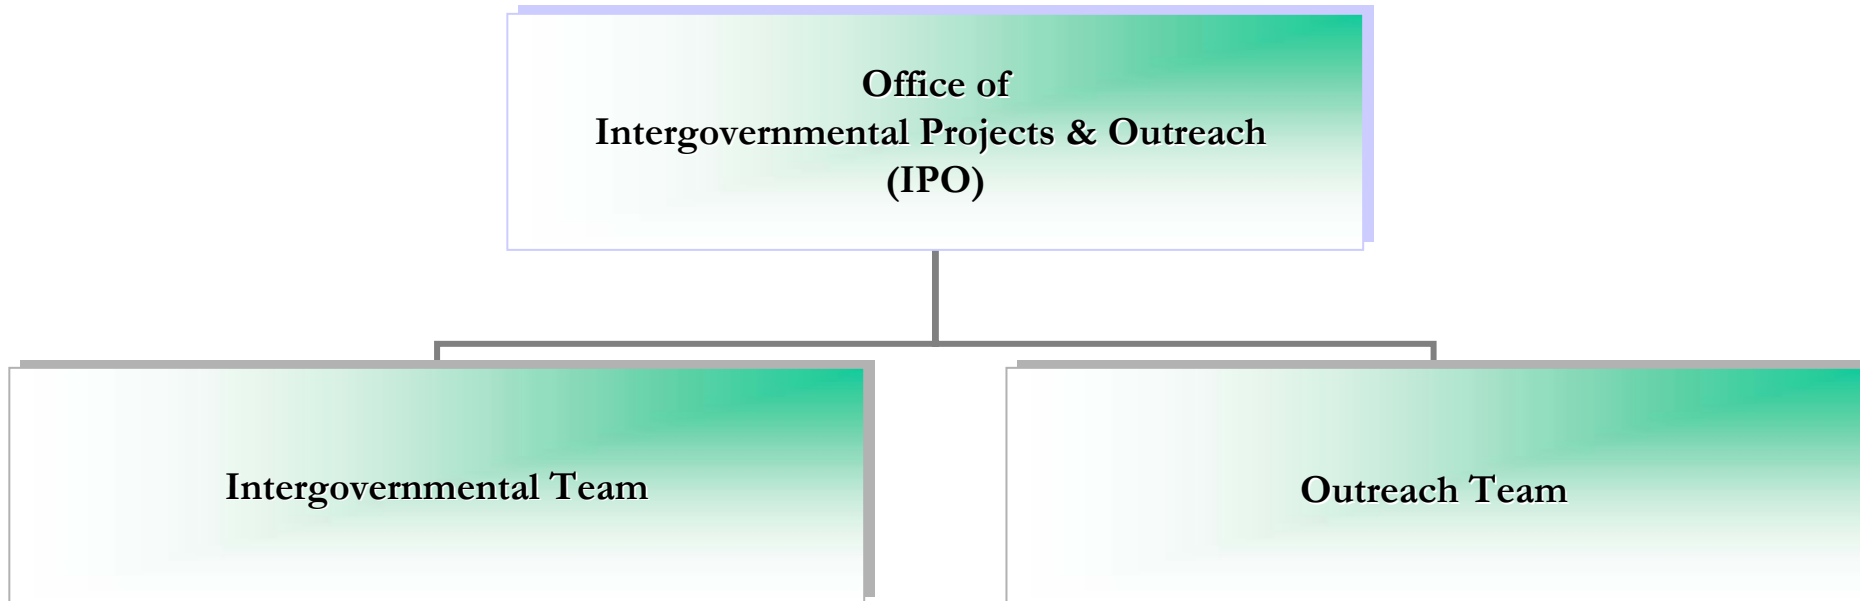 Office of
Intergovernmental Projects & Outreach
(IPO)
Intergovernmental Team
Outreach Team